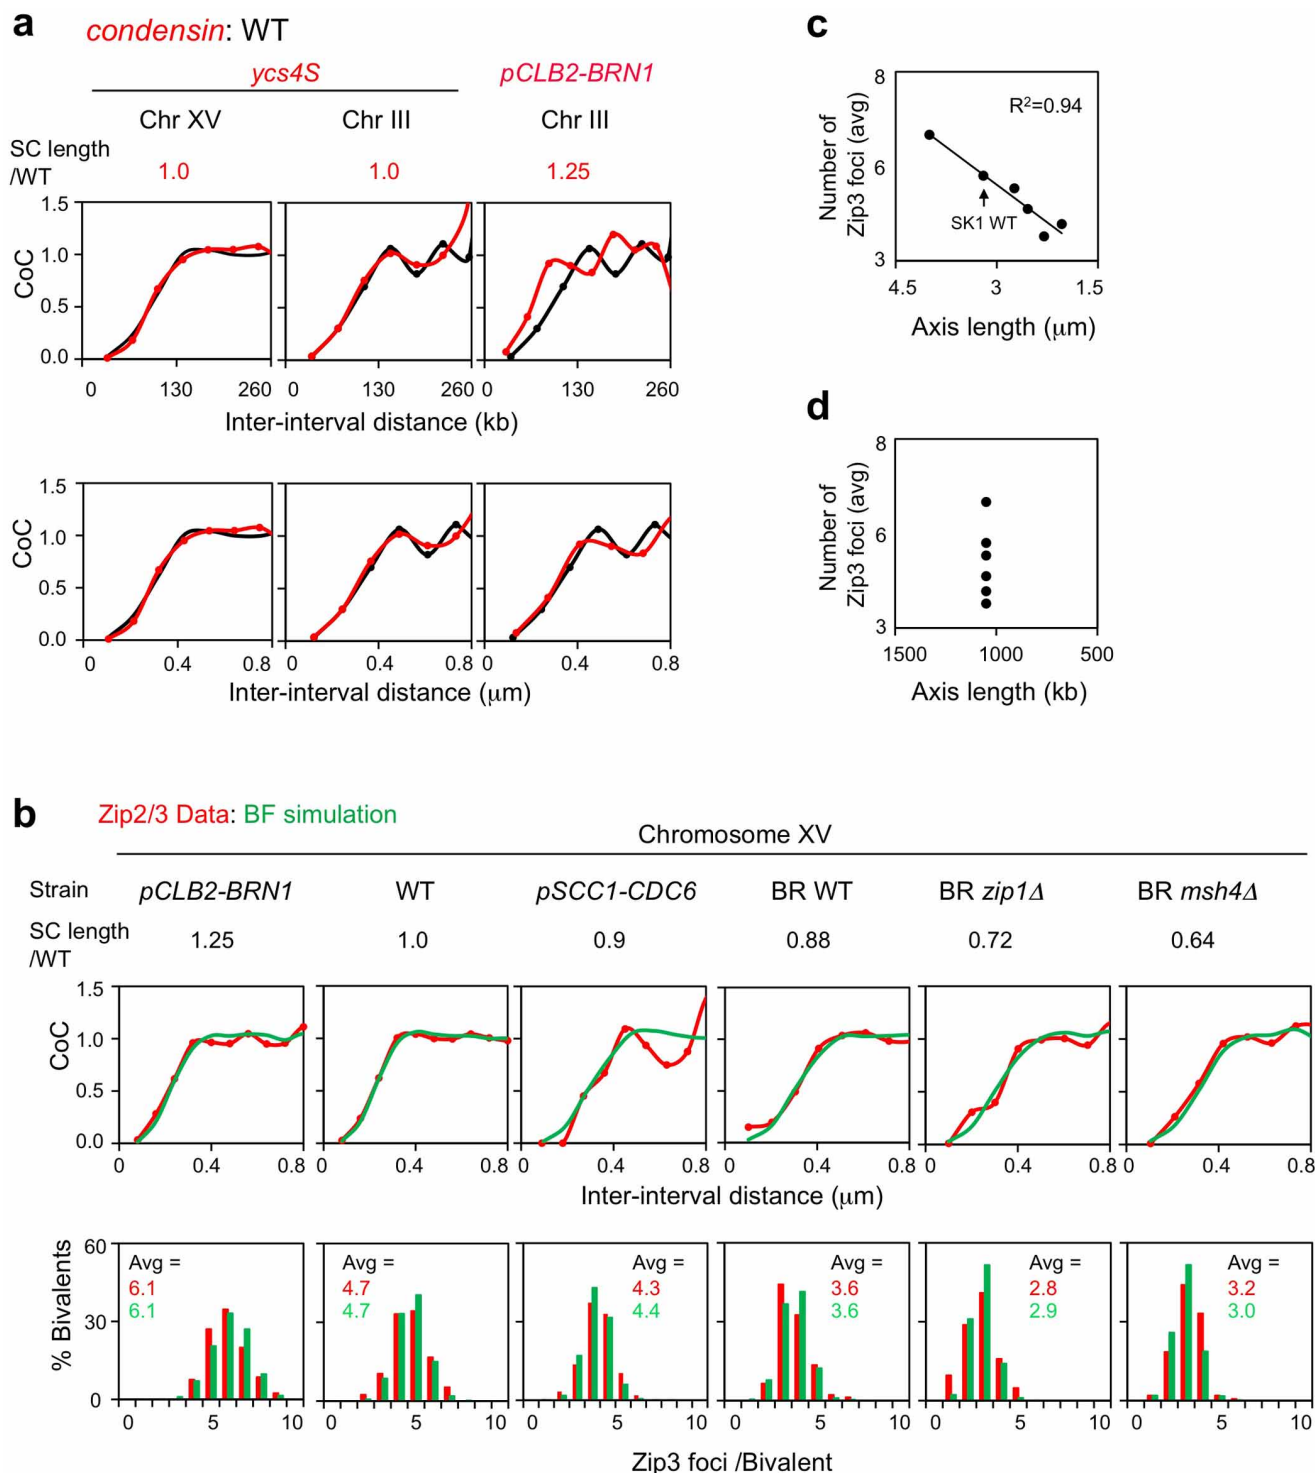 a
condensin: WT
ycs4S pCLB2-BRN1
Chr XV Chr III Chr III
SC length
/WT
1.0 1.0 1.25
CoC
1.5
1.0
0.5
0.0
0 130 260 0 130 260 0 130 260
Inter-interval distance (kb)
CoC
1.5
1.0
0.5
0.0
0 0.4 0.8 0 0.4 0.8 0 0.4 0.8
Inter-interval distance (μm)
c
Number of
Zip3 foci (avg)
8
6
3
R²=0.94
SK1 WT
4.5 3 1.5
Axis length (μm)
d
Number of
Zip3 foci (avg)
8
6
3
1500 1000 500
Axis length (kb)
b
Zip2/3 Data: BF simulation
Chromosome XV
Strain pCLB2-BRN1 WT pSCC1-CDC6 BR WT BR zip1Δ BR msh4Δ
SC length
/WT
1.25 1.0 0.9 0.88 0.72 0.64
CoC
1.5
1.0
0.5
0.0
0 0.4 0.8 0 0.4 0.8 0 0.4 0.8 0 0.4 0.8 0 0.4 0.8 0 0.4 0.8
Inter-interval distance (μm)
% Bivalents
60
30
0
Avg = Avg = Avg = Avg = Avg = Avg =
6.1 4.7 4.3 3.6 2.8 3.2
6.1 4.7 4.4 3.6 2.9 3.0
0 5 10 0 5 10 0 5 10 0 5 10 0 5 10 0 5 10
Zip3 foci /Bivalent